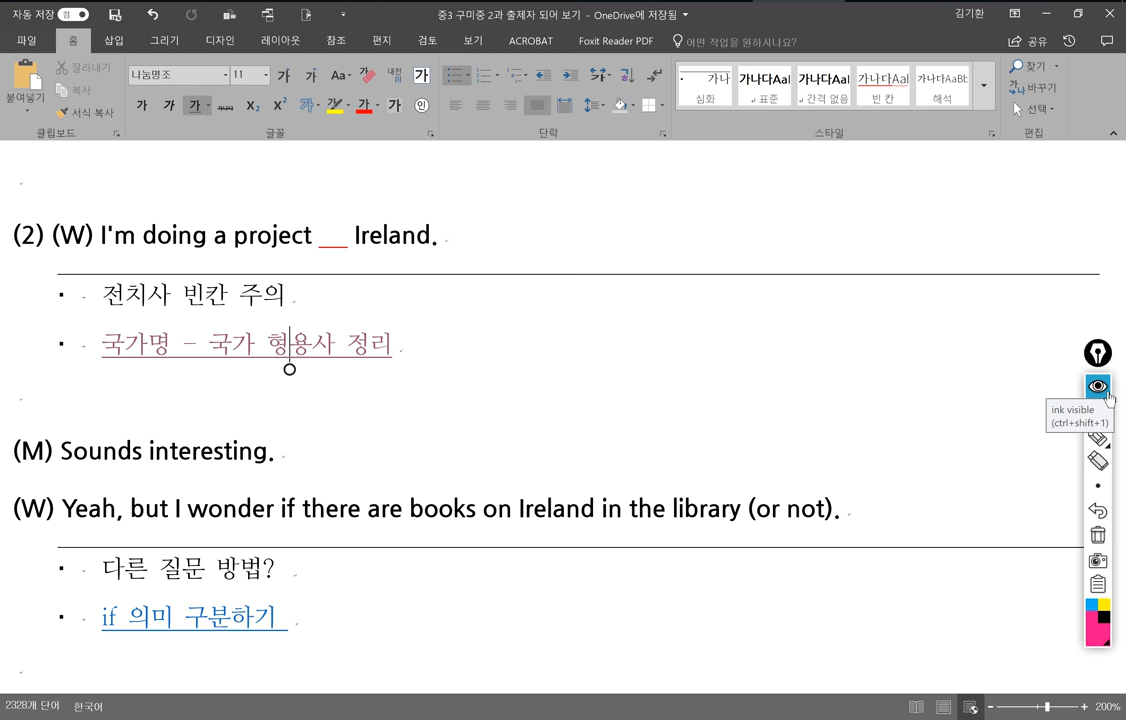 자동 저장 컴 중3 구미중 2과 출제자 되어 보기 - OneDrive에 저장됨 김기환
파일 홈 삽입 그리기 디자인 레이아웃 참조 편지 검토 보기 ACROBAT Foxit Reader PDF 어떤 작업을 원하시나요? 공유
붙여넣기 잘라내기 복사 서식 복사
나눔명조 11
가나 가나다AaI 가나다AaI 가나다AaI 가나다AaBb
심화 표준 간격 없음 빈 칸 해석
찾기 바꾸기 선택
클립보드 글꼴 단락 스타일 편집
(2) (W) I'm doing a project ___ Ireland.
▪ 전치사 빈칸 주의
▪ 국가명 – 국가 형용사 정리
ink visible
(ctrl+shift+1)
(M) Sounds interesting.
(W) Yeah, but I wonder if there are books on Ireland in the library (or not).
▪ 다른 질문 방법?
▪ if 의미 구분하기
2328개 단어 한국어 200%